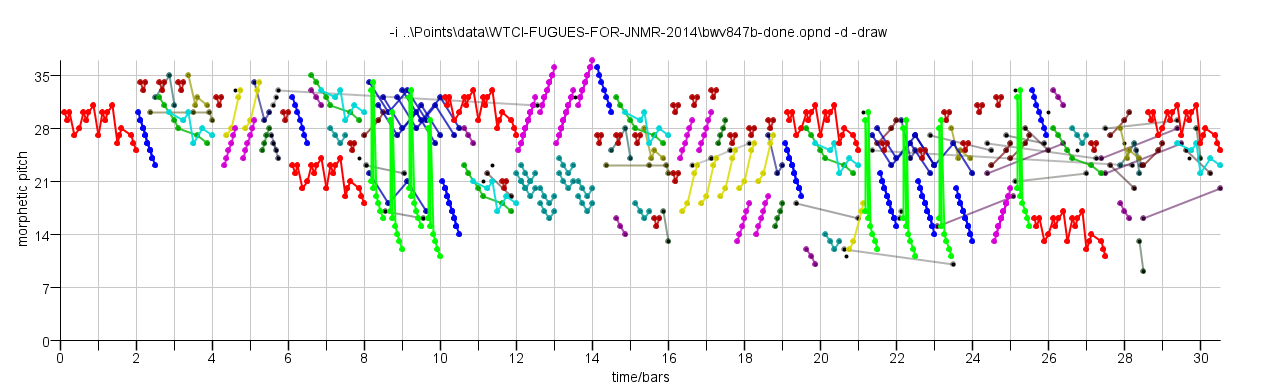 -i ..\Points\data\WTCI-FUGUES-FOR-JNMR-2014\bwv847b-done.opnd -d -draw
35
28
21
14
7
0
morphetic pitch
0 2 4 6 8 10 12 14 16 18 20 22 24 26 28 30
time/bars